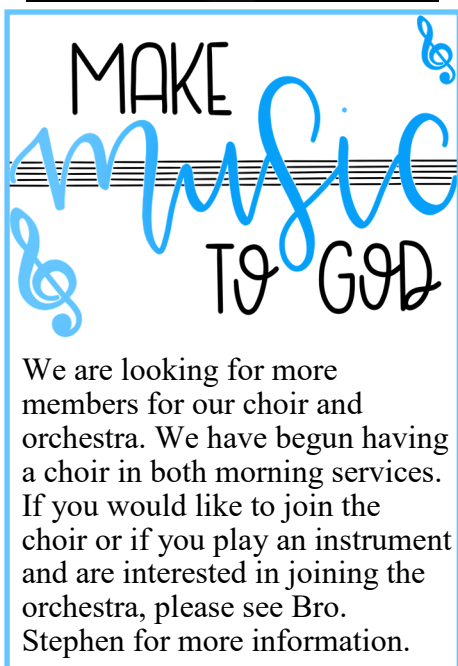 MAKE
music
TO GOD
We are looking for more
members for our choir and
orchestra. We have begun having
a choir in both morning services.
If you would like to join the
choir or if you play an instrument
and are interested in joining the
orchestra, please see Bro.
Stephen for more information.